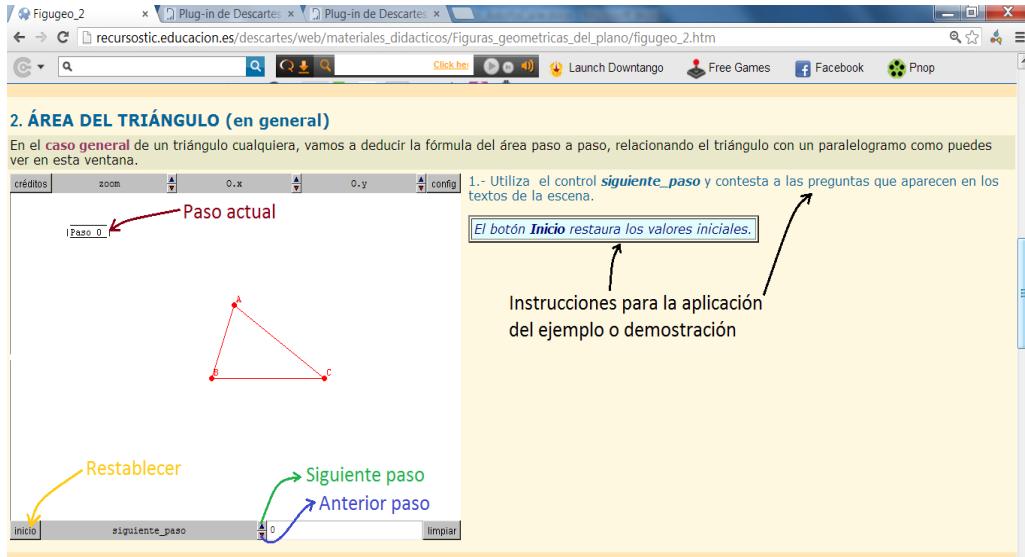 Figugeo_2 × Plug-in de Descartes × Plug-in de Descartes ×
recursostic.educacion.es/descartes/web/materiales_didacticos/Figuras_geometricas_del_plano/figugeo_2.htm
Click her Launch Downtango Free Games Facebook Pnop
2. ÁREA DEL TRIÁNGULO (en general)
En el caso general de un triángulo cualquiera, vamos a deducir la fórmula del área paso a paso, relacionando el triángulo con un paralelogramo como puedes
ver en esta ventana.
créditos zoom O.x O.y config
1.- Utiliza el control siguiente_paso y contesta a las preguntas que aparecen en los
textos de la escena.
Paso actual
Paso 0
El botón Inicio restaura los valores iniciales.
A
B
C
Instrucciones para la aplicación
del ejemplo o demostración
Restablecer
Siguiente paso
Anterior paso
inicio siguiente_paso 0 limpiar